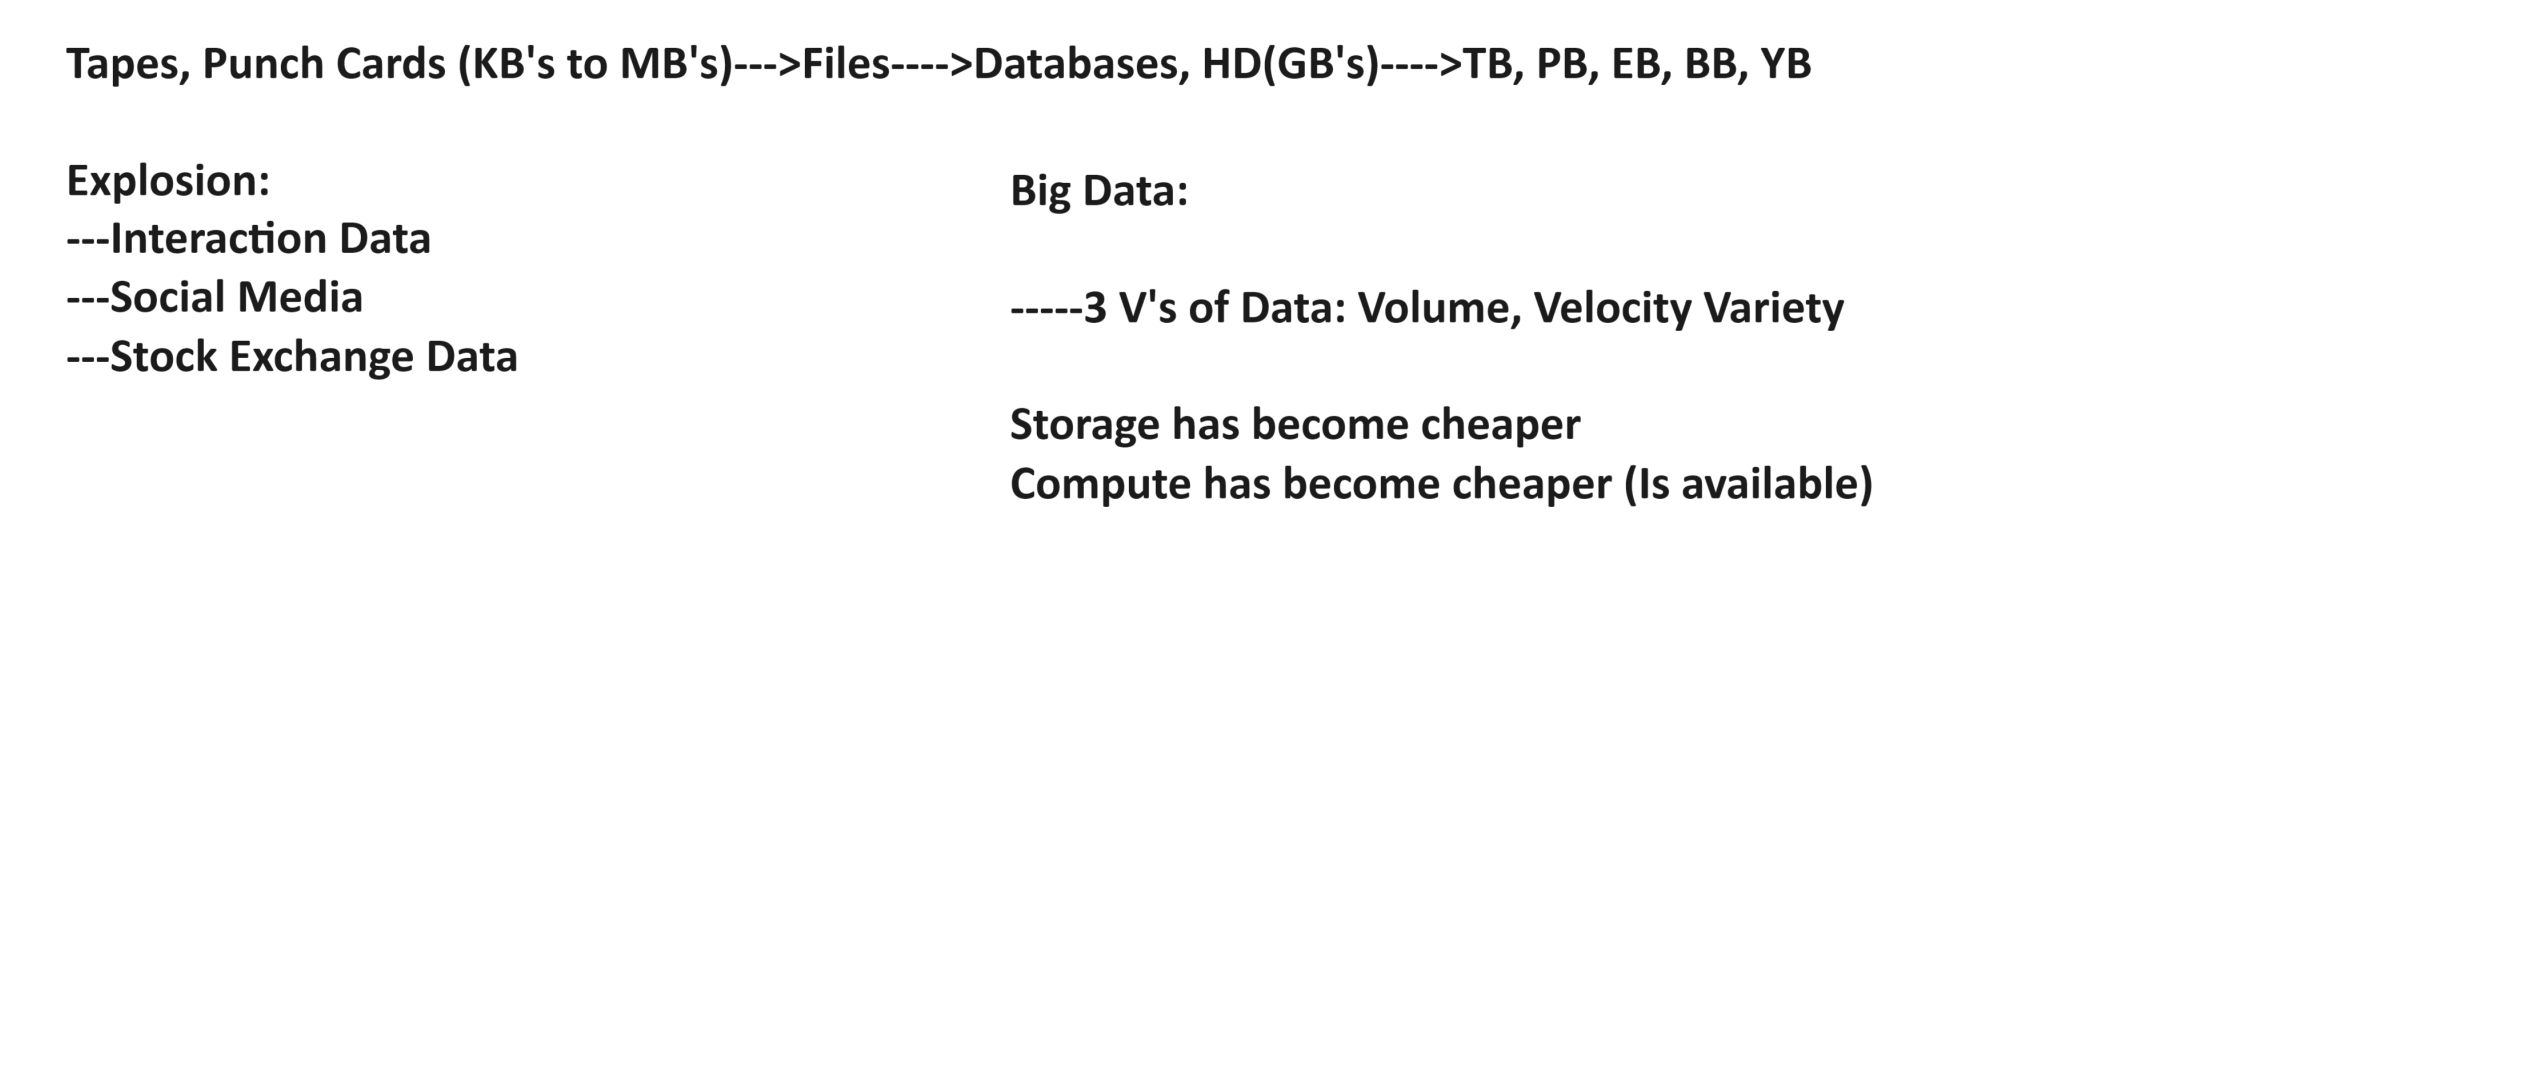 Tapes, Punch Cards (KB's to MB's)--->Files---->Databases, HD(GB's)---->TB, PB, EB, BB, YB
Explosion:
---Interaction Data
---Social Media
---Stock Exchange Data
Big Data:
-----3 V's of Data: Volume, Velocity Variety
Storage has become cheaper
Compute has become cheaper (Is available)